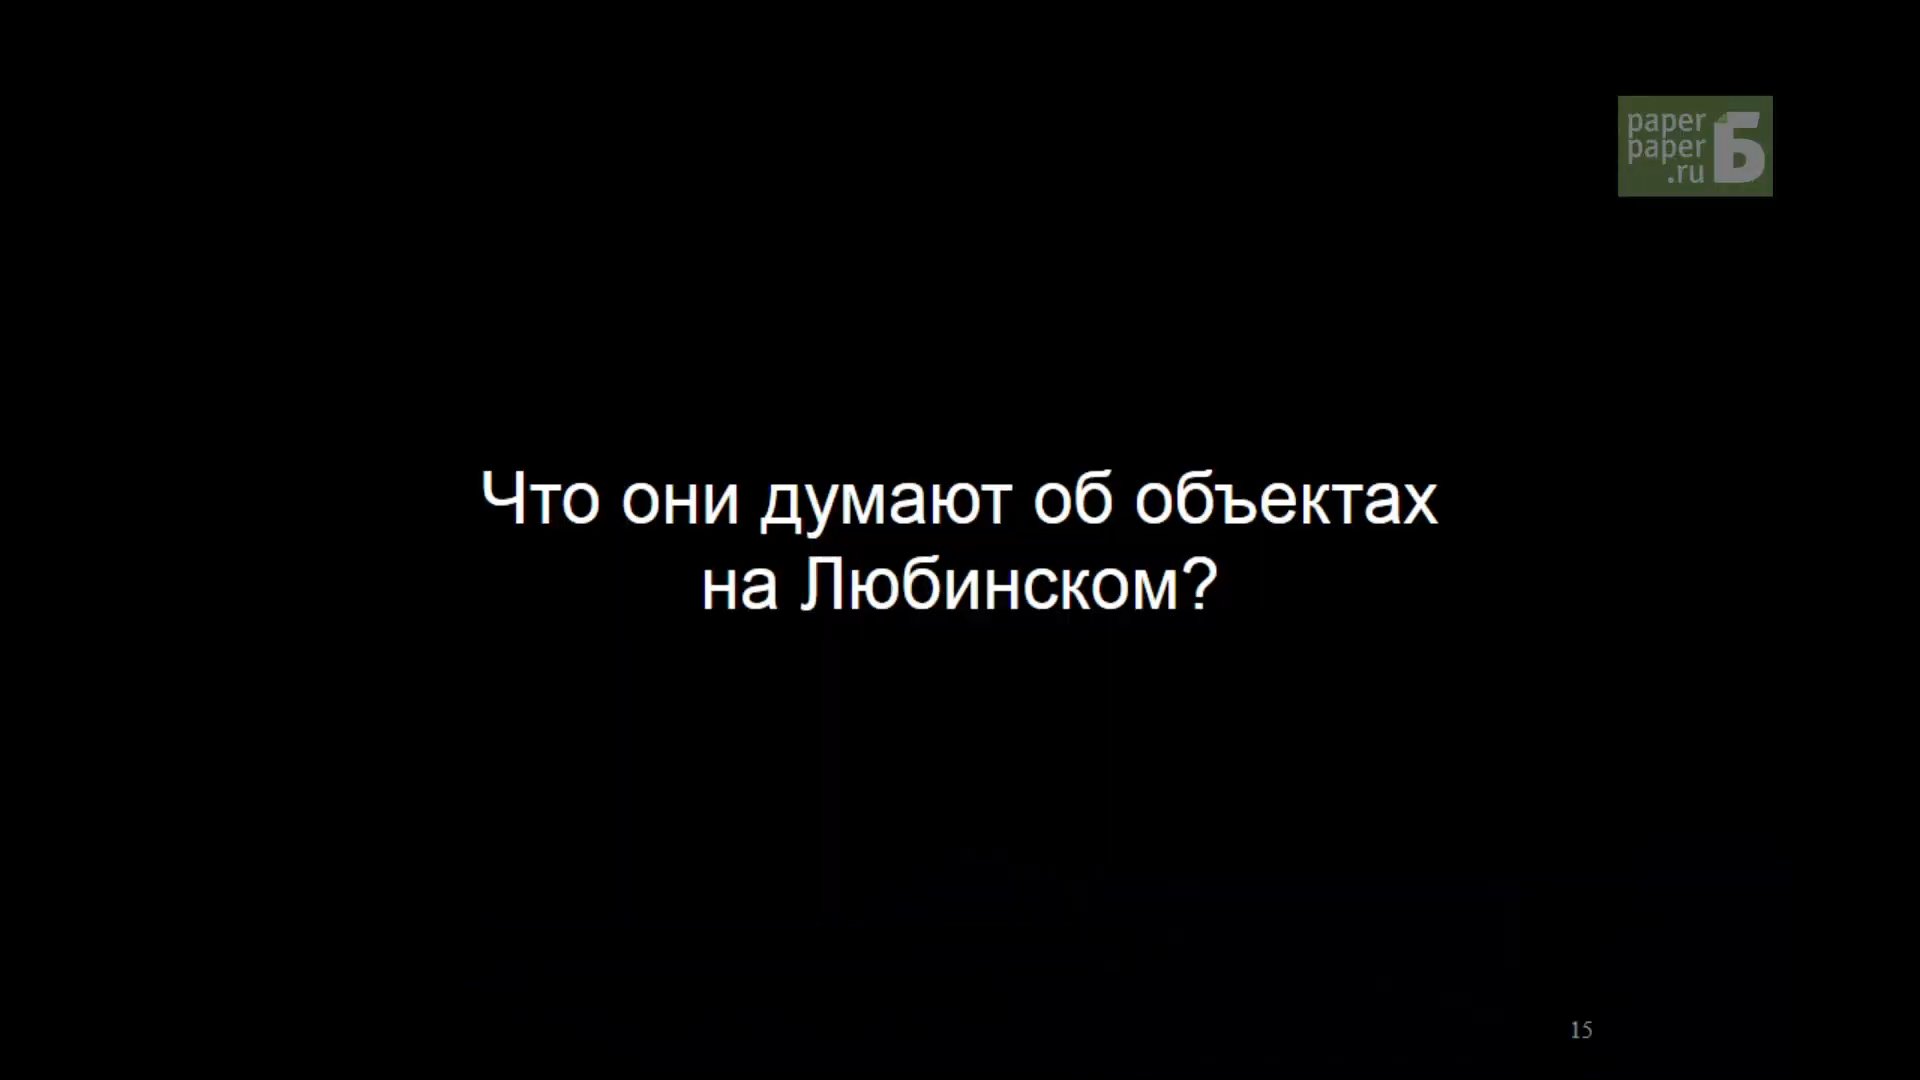 paper
paper
.ru Б
Что они думают об объектах
на Любинском?
15